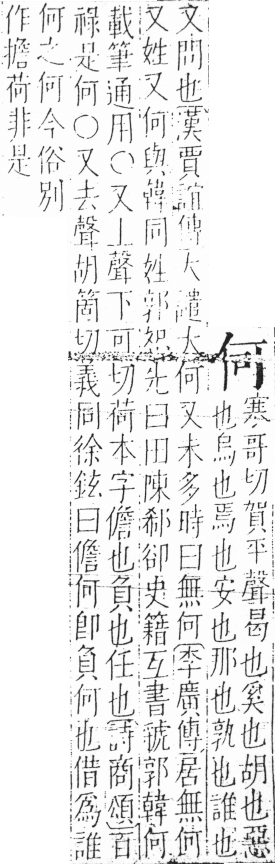 何
寒哥切賀平聲曷也奚也胡也惡
也烏也焉也安也那也孰也誰也
又問也漢賈誼傳大譴大何又未多時曰無何李廣傳居無何
又姓又何與韓同姓郭恕先曰田陳郗卻史籍互書虢郭韓何
載筆通用○又上聲下可切荷本字儋也負也任也詩商頌百
祿是何○又去聲胡箇切義同徐鉉曰儋何卽負何也借爲誰
何之何今俗別
作擔荷非是